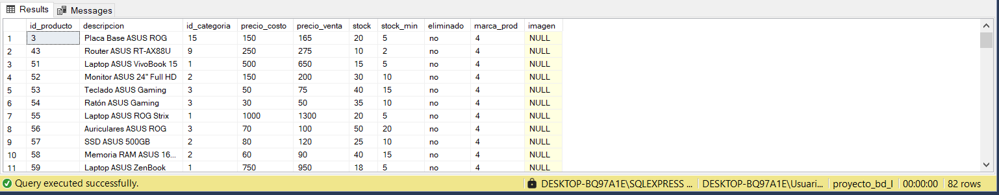 Results Messages
id_producto descripcion id_categoria precio_costo precio_venta stock stock_min eliminado marca_prod imagen
1 3 Placa Base ASUS ROG 15 150 165 20 5 no 4 NULL
2 43 Router ASUS RT-AX88U 9 250 275 10 2 no 4 NULL
3 51 Laptop ASUS VivoBook 15 1 500 650 15 5 no 4 NULL
4 52 Monitor ASUS 24" Full HD 2 150 200 30 10 no 4 NULL
5 53 Teclado ASUS Gaming 3 50 75 40 15 no 4 NULL
6 54 Ratón ASUS Gaming 3 30 50 35 10 no 4 NULL
7 55 Laptop ASUS ROG Strix 1 1000 1300 20 5 no 4 NULL
8 56 Auriculares ASUS ROG 3 70 100 50 20 no 4 NULL
9 57 SSD ASUS 500GB 2 80 120 25 10 no 4 NULL
10 58 Memoria RAM ASUS 16... 2 60 90 40 15 no 4 NULL
11 59 Laptop ASUS ZenBook 1 750 950 18 5 no 4 NULL
Query executed successfully. DESKTOP-BQ97A1E\SQLEXPRESS ... DESKTOP-BQ97A1E\Usuari... proyecto_bd_I 00:00:00 82 rows